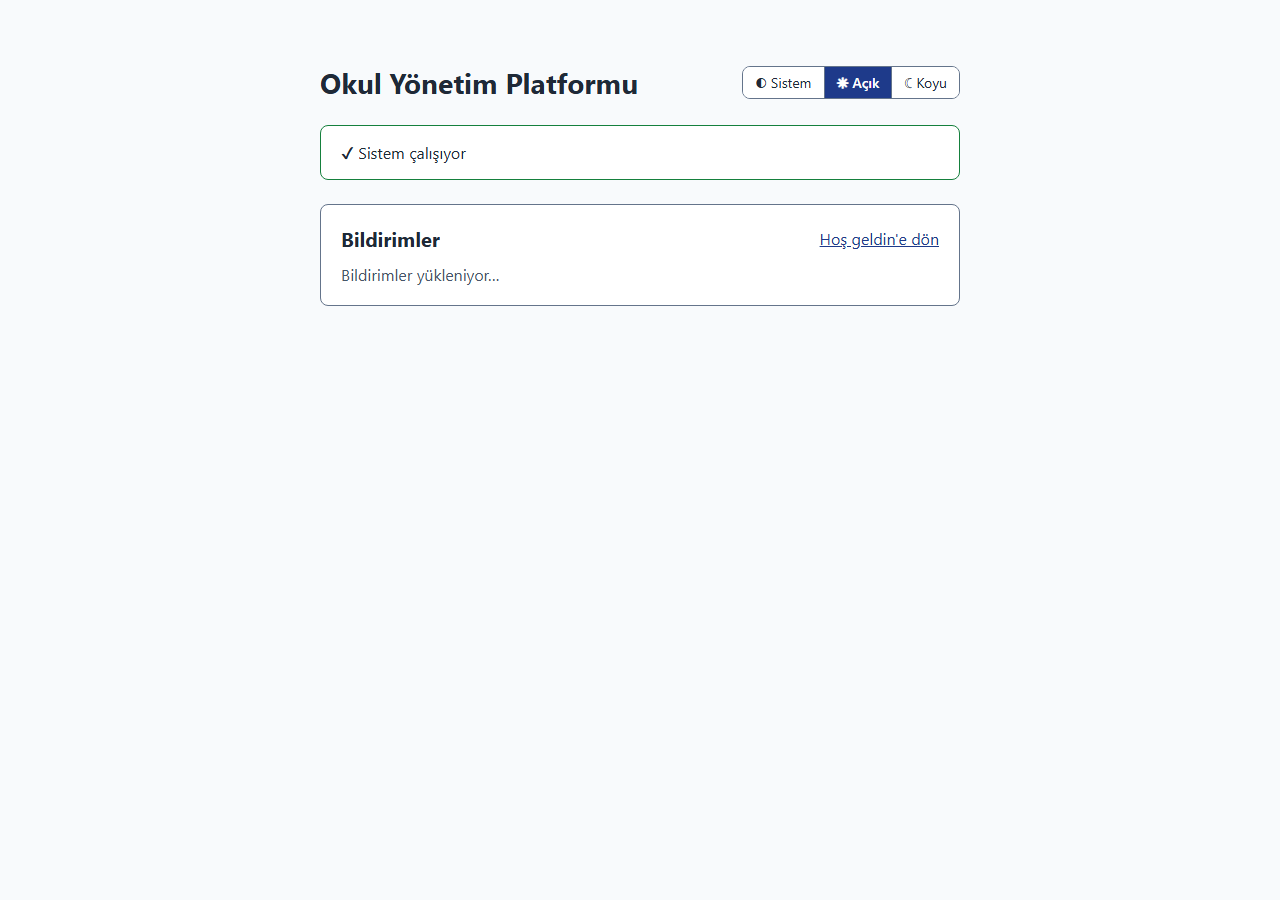 Okul Yönetim Platformu
◐ Sistem ❋ Açık ☾ Koyu
✓ Sistem çalışıyor
Bildirimler Hoş geldin'e dön
Bildirimler yükleniyor…